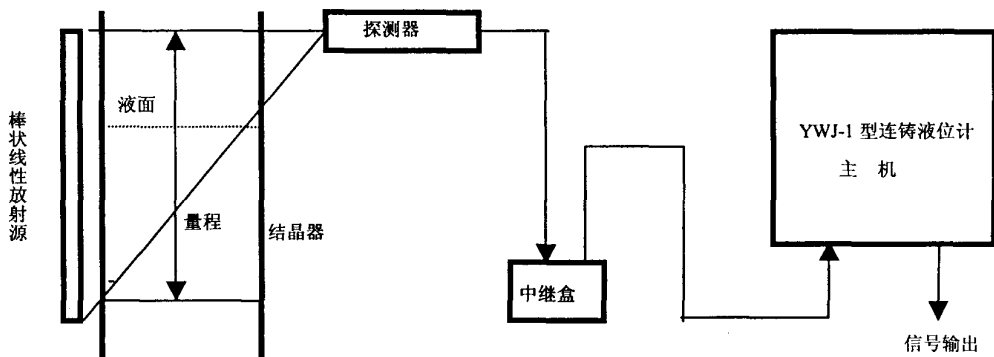 探测器
液面
棒状线性放射源
YWJ-1 型连铸液位计
主 机
量程
结晶器
中继盒
信号输出